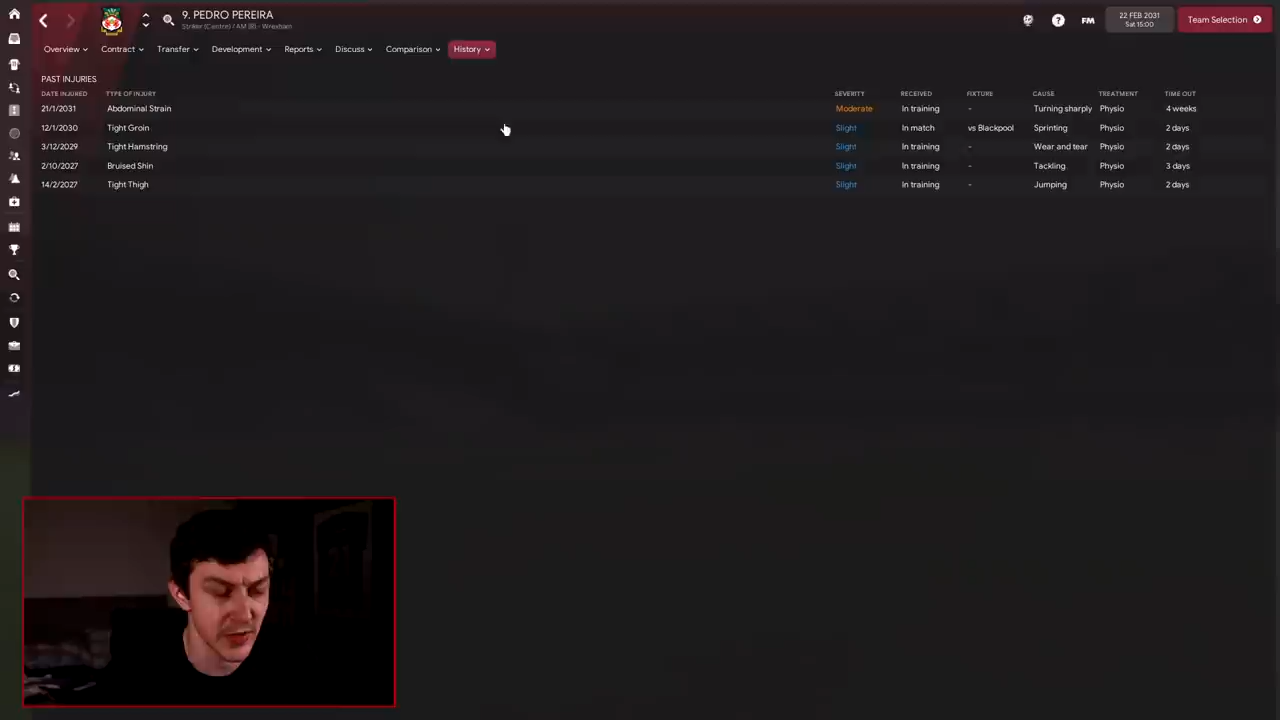 9. PEDRO PEREIRA
Striker (Centre) / AM (R) - Wrexham
FM
22 FEB 2031
Sat 15:00
Team Selection
Overview Contract Transfer Development Reports Discuss Comparison History
PAST INJURIES
DATE INJURED TYPE OF INJURY SEVERITY RECEIVED FIXTURE CAUSE TREATMENT TIME OUT
21/1/2031 Abdominal Strain Moderate In training - Turning sharply Physio 4 weeks
12/1/2030 Tight Groin Slight In match vs Blackpool Sprinting Physio 2 days
3/12/2029 Tight Hamstring Slight In training - Wear and tear Physio 2 days
2/10/2027 Bruised Shin Slight In training - Tackling Physio 3 days
14/2/2027 Tight Thigh Slight In training - Jumping Physio 2 days